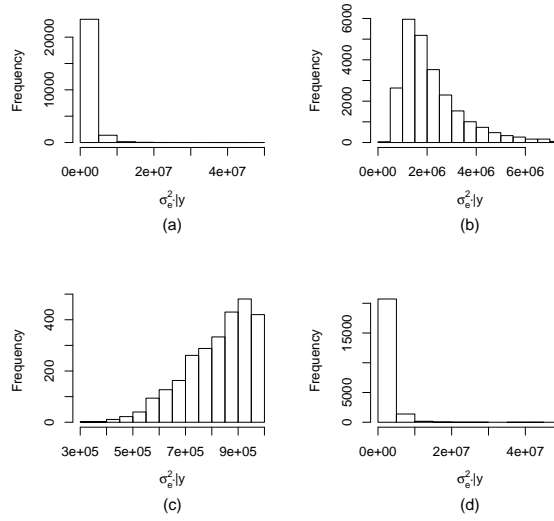 Frequency
0 10000 20000
0e+00 2e+07 4e+07
σ²ₑ·|y
(a)
Frequency
0 2000 4000 6000
0e+00 2e+06 4e+06 6e+06
σ²ₑ·|y
(b)
Frequency
0 200 400
3e+05 5e+05 7e+05 9e+05
σ²ₑ·|y
(c)
Frequency
0 5000 15000
0e+00 2e+07 4e+07
σ²ₑ·|y
(d)